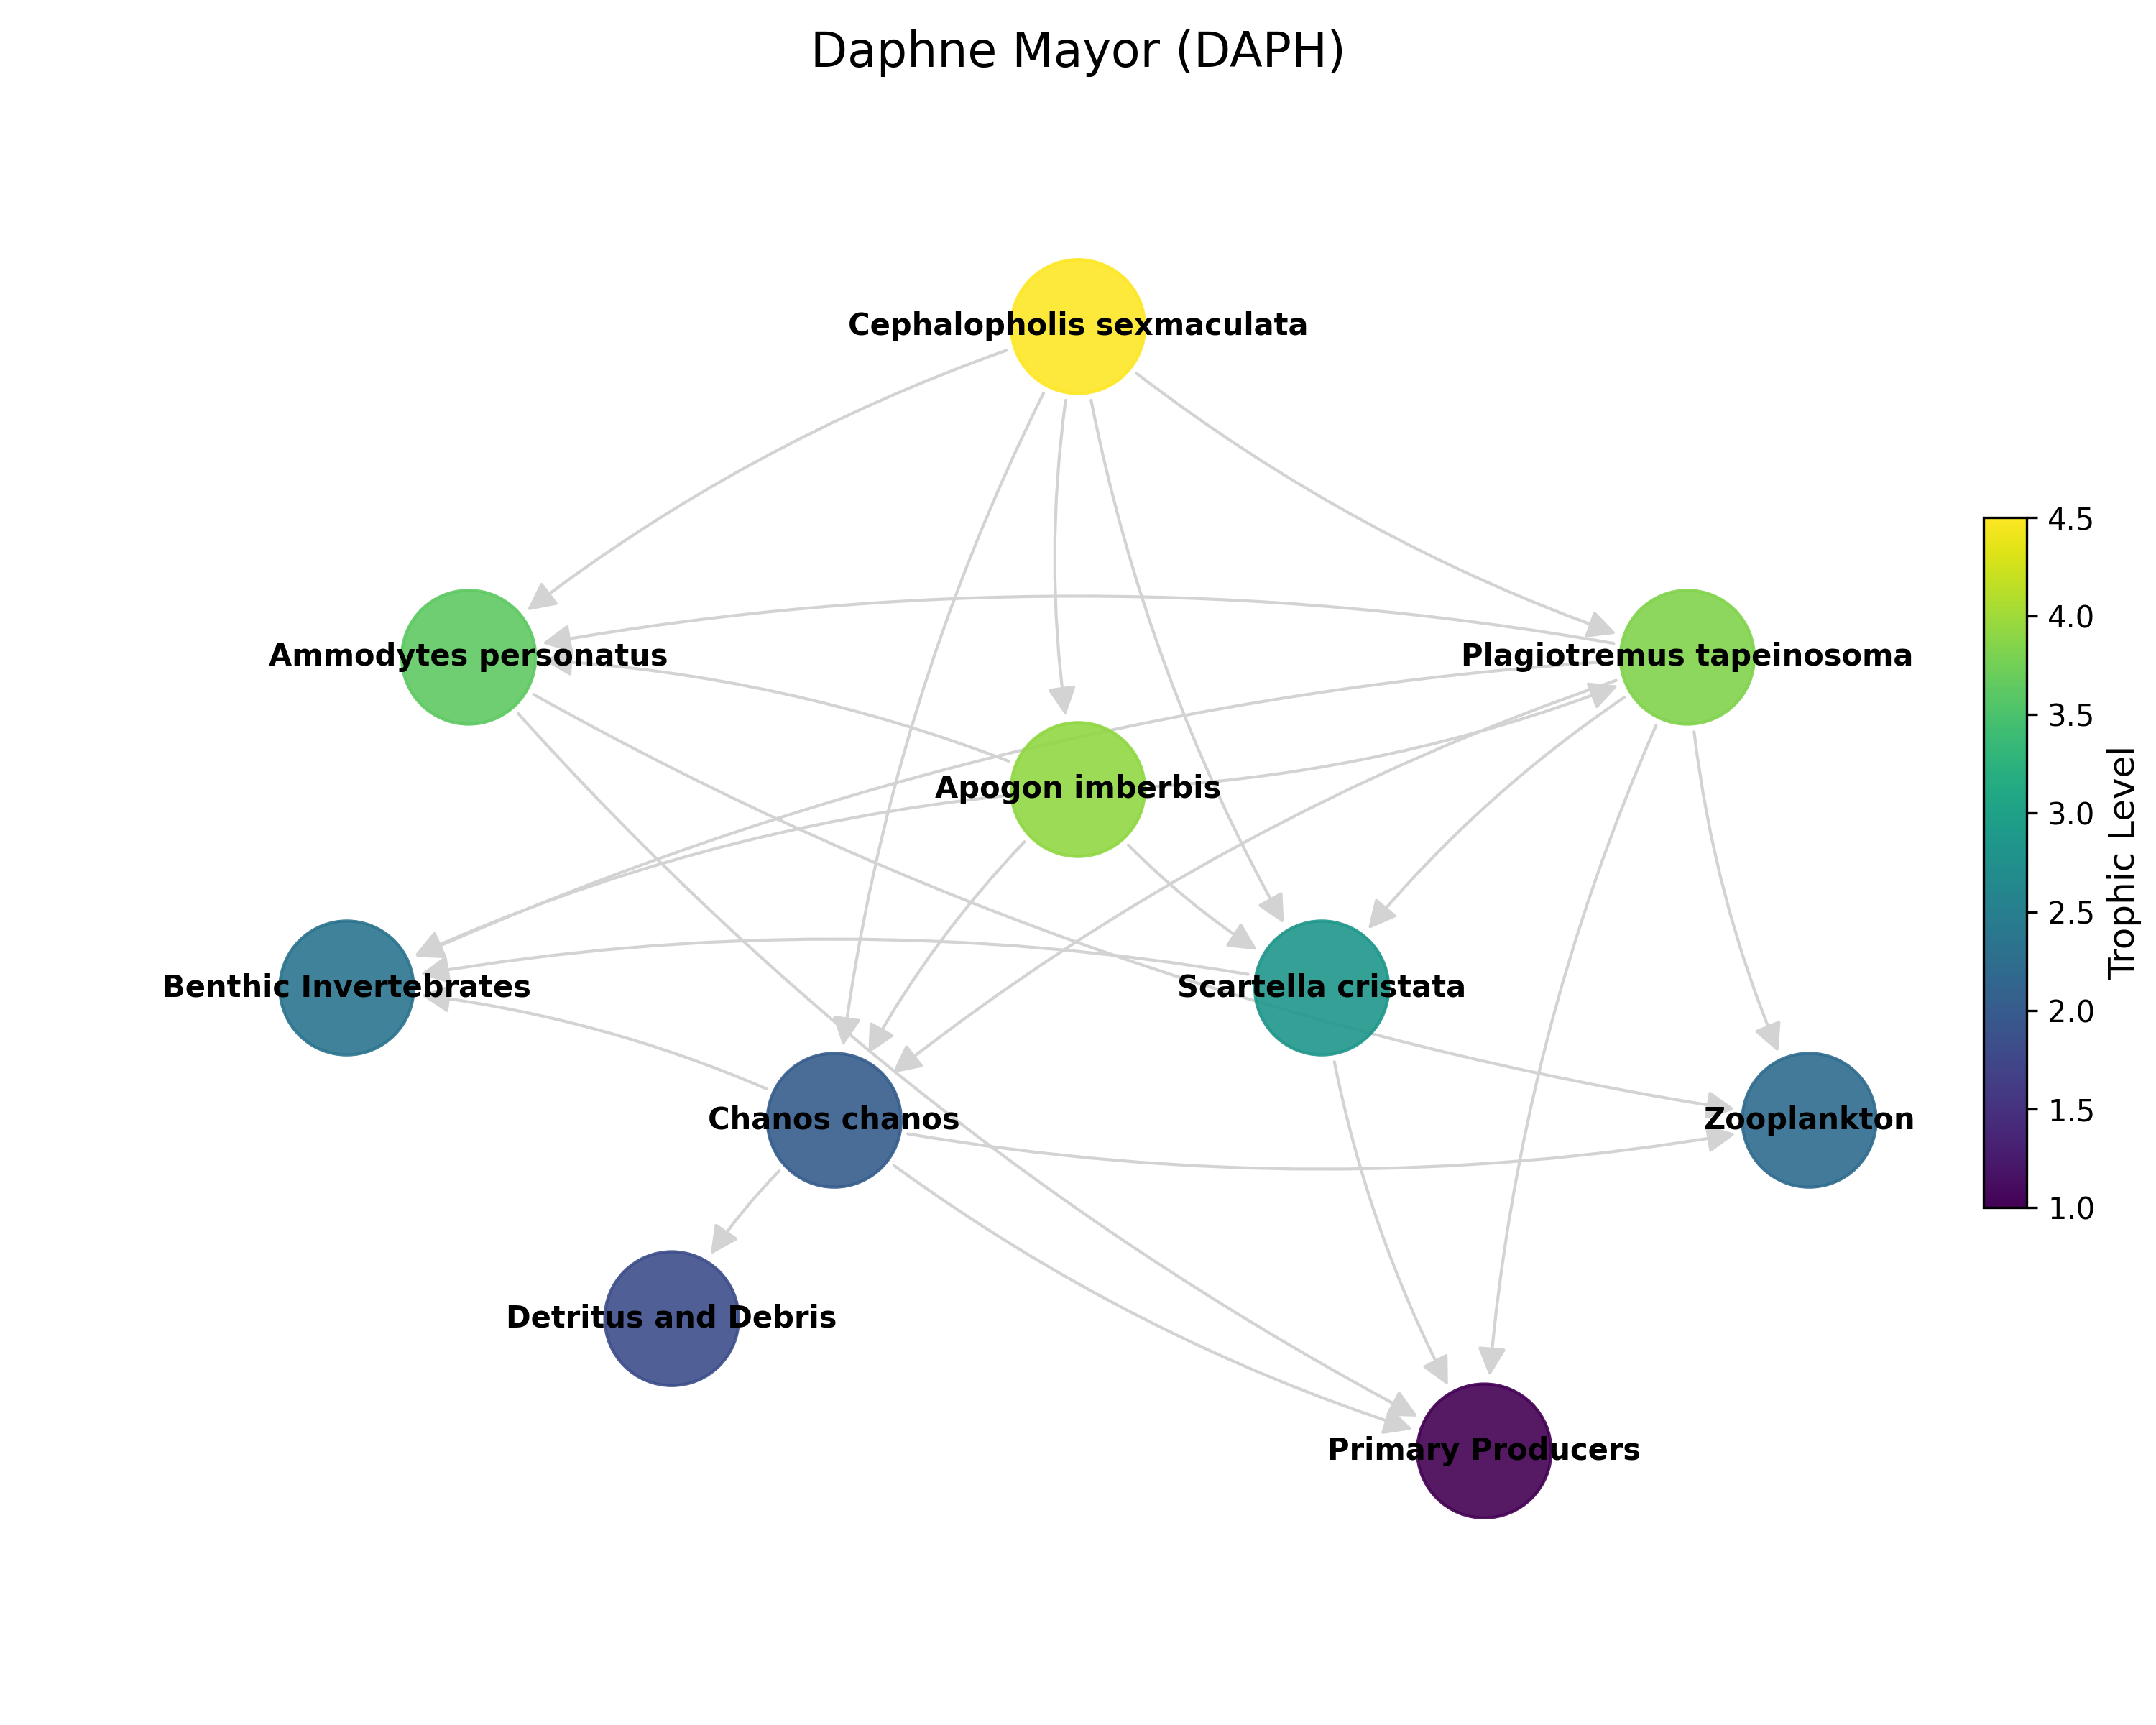 Daphne Mayor (DAPH)
Cephalopholis sexmaculata
Ammodytes personatus
Plagiotremus tapeinosoma
Apogon imberbis
Benthic Invertebrates
Scartella cristata
Chanos chanos
Zooplankton
Detritus and Debris
Primary Producers
4.5
4.0
3.5
3.0
2.5
2.0
1.5
1.0
Trophic Level